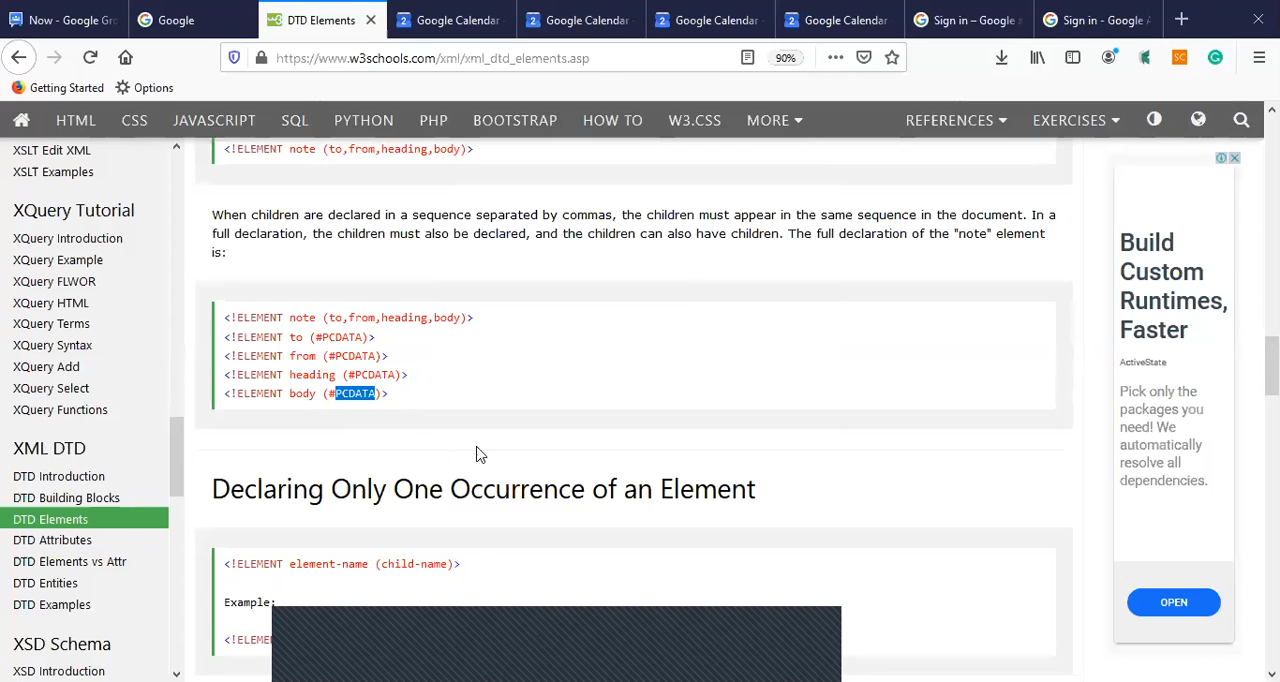 Now - Google Gro
Google
DTD Elements
Google Calendar
Google Calendar
Google Calendar
Google Calendar
Sign in – Google a
Sign in - Google A
https://www.w3schools.com/xml/xml_dtd_elements.asp
90%
Getting Started
Options
HTML CSS JAVASCRIPT SQL PYTHON PHP BOOTSTRAP HOW TO W3.CSS MORE REFERENCES EXERCISES
XSLT Edit XML
XSLT Examples
XQuery Tutorial
XQuery Introduction
XQuery Example
XQuery FLWOR
XQuery HTML
XQuery Terms
XQuery Syntax
XQuery Add
XQuery Select
XQuery Functions
XML DTD
DTD Introduction
DTD Building Blocks
DTD Elements
DTD Attributes
DTD Elements vs Attr
DTD Entities
DTD Examples
XSD Schema
XSD Introduction
<!ELEMENT note (to,from,heading,body)>
When children are declared in a sequence separated by commas, the children must appear in the same sequence in the document. In a
full declaration, the children must also be declared, and the children can also have children. The full declaration of the "note" element
is:
<!ELEMENT note (to,from,heading,body)>
<!ELEMENT to (#PCDATA)>
<!ELEMENT from (#PCDATA)>
<!ELEMENT heading (#PCDATA)>
<!ELEMENT body (#PCDATA)>
Declaring Only One Occurrence of an Element
<!ELEMENT element-name (child-name)>
Example:
<!ELEME
Build
Custom
Runtimes,
Faster
ActiveState
Pick only the
packages you
need! We
automatically
resolve all
dependencies.
OPEN